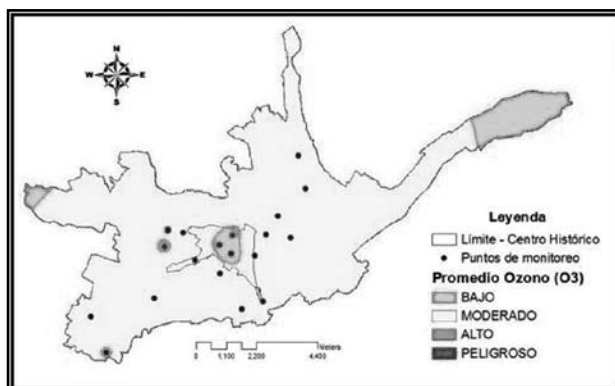 N
W E
S
Leyenda
Límite - Centro Histórico
Puntos de monitoreo
Promedio Ozono (O3)
BAJO
MODERADO
ALTO
PELIGROSO
Meters
0 1,100 2,200 4,400